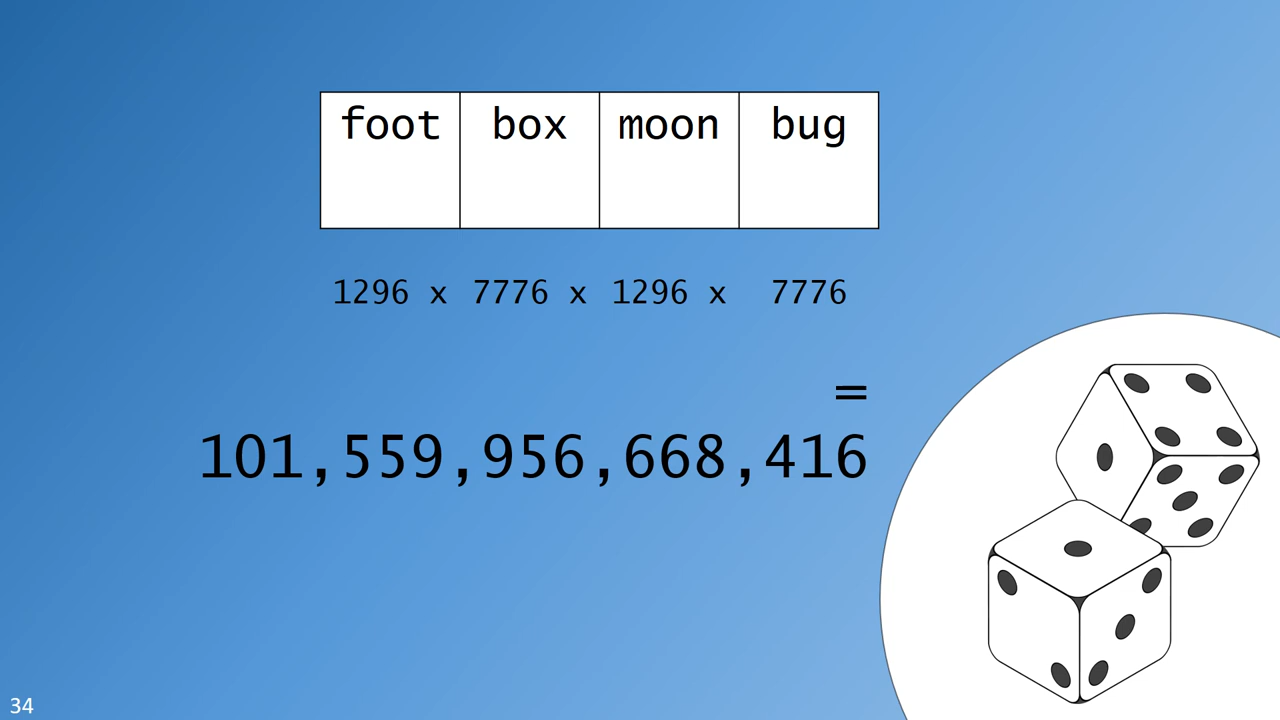 foot box moon bug
1296 x 7776 x 1296 x 7776
=
101,559,956,668,416
34